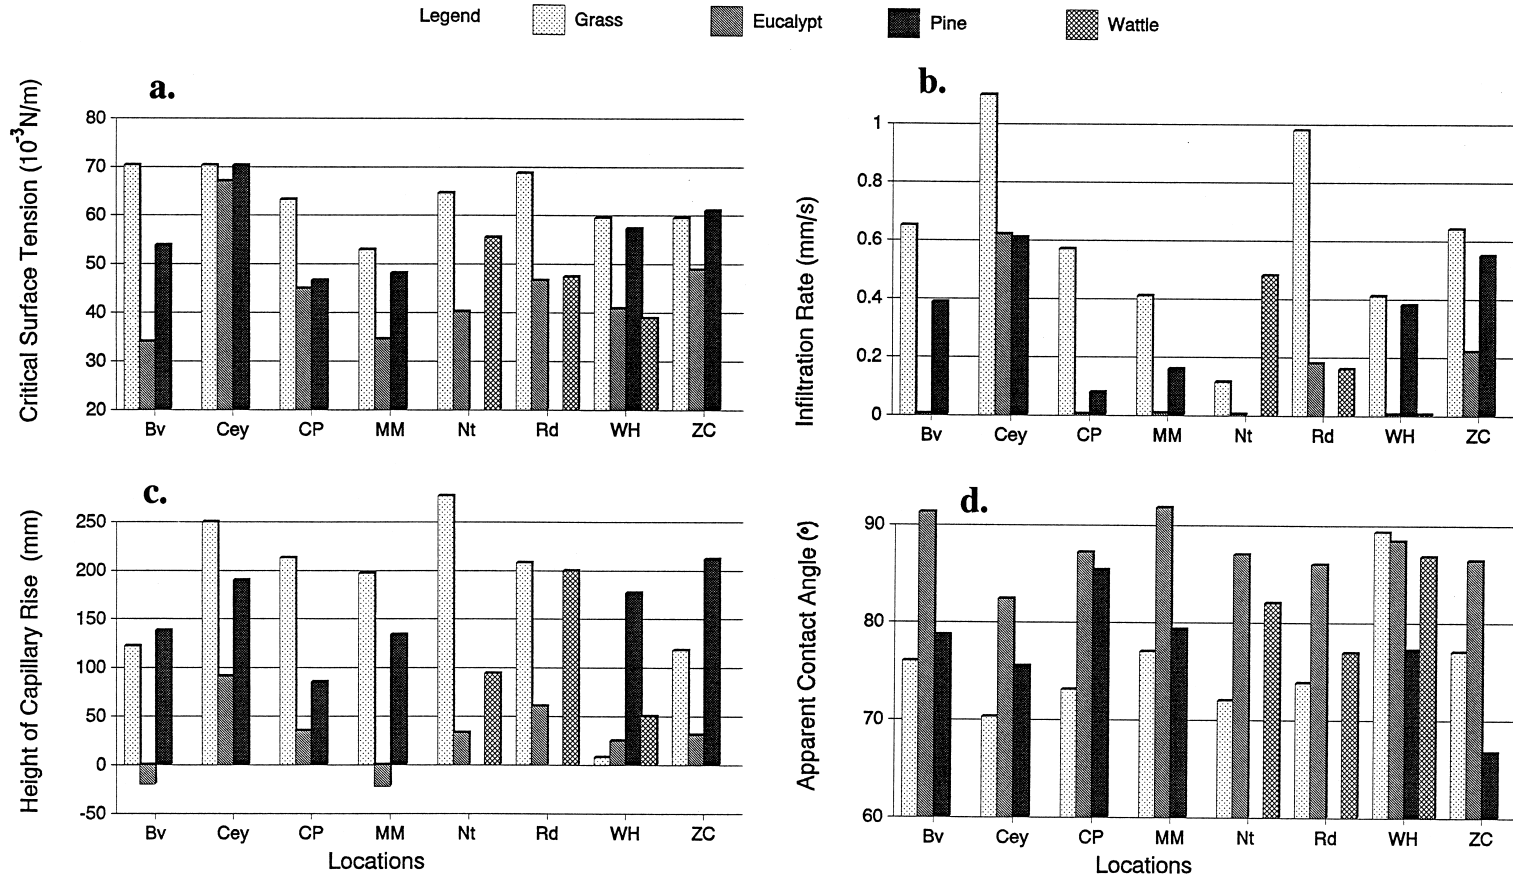 Legend Grass Eucalypt Pine Wattle
a.
Critical Surface Tension (10⁻³N/m)
80
70
60
50
40
30
20
Bv Cey CP MM Nt Rd WH ZC
b.
Infiltration Rate (mm/s)
1
0.8
0.6
0.4
0.2
0
Bv Cey CP MM Nt Rd WH ZC
c.
Height of Capillary Rise (mm)
250
200
150
100
50
0
-50
Bv Cey CP MM Nt Rd WH ZC
Locations
d.
Apparent Contact Angle (°)
90
80
70
60
Bv Cey CP MM Nt Rd WH ZC
Locations